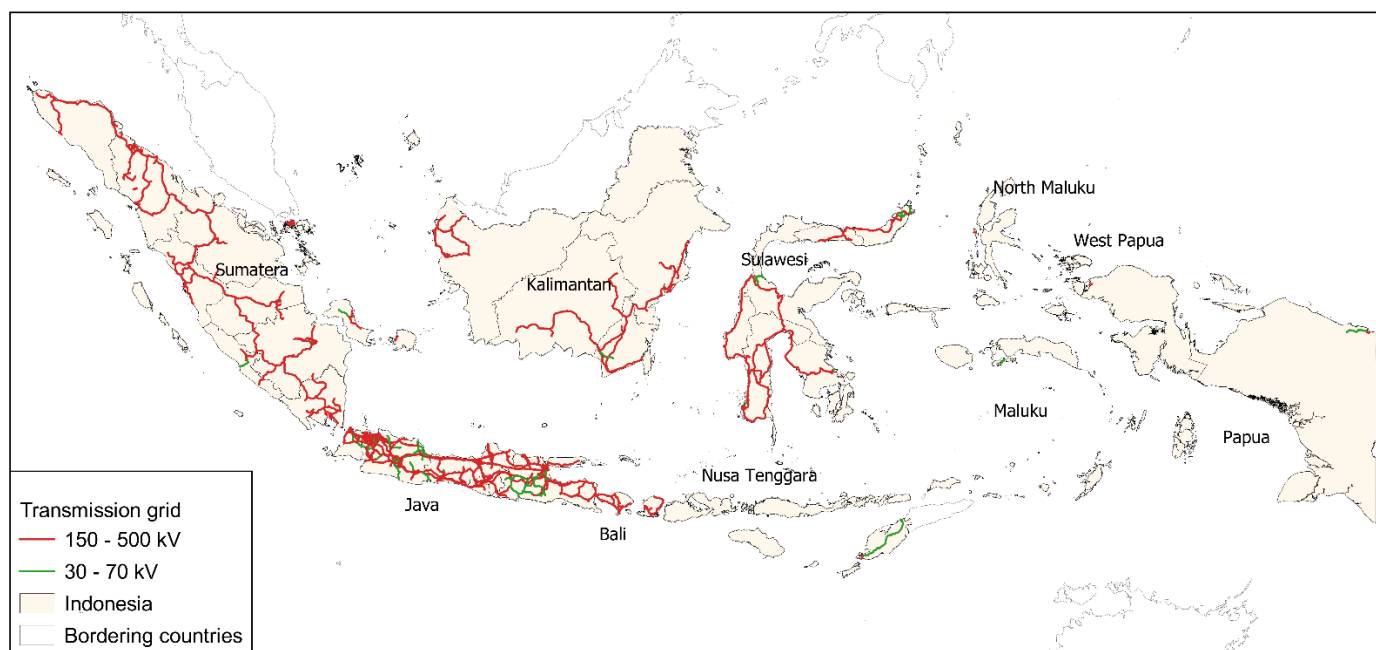 North Maluku
West Papua
Sumatera
Sulawesi
Kalimantan
Maluku
Papua
Nusa Tenggara
Java
Bali
Transmission grid
150 - 500 kV
30 - 70 kV
Indonesia
Bordering countries